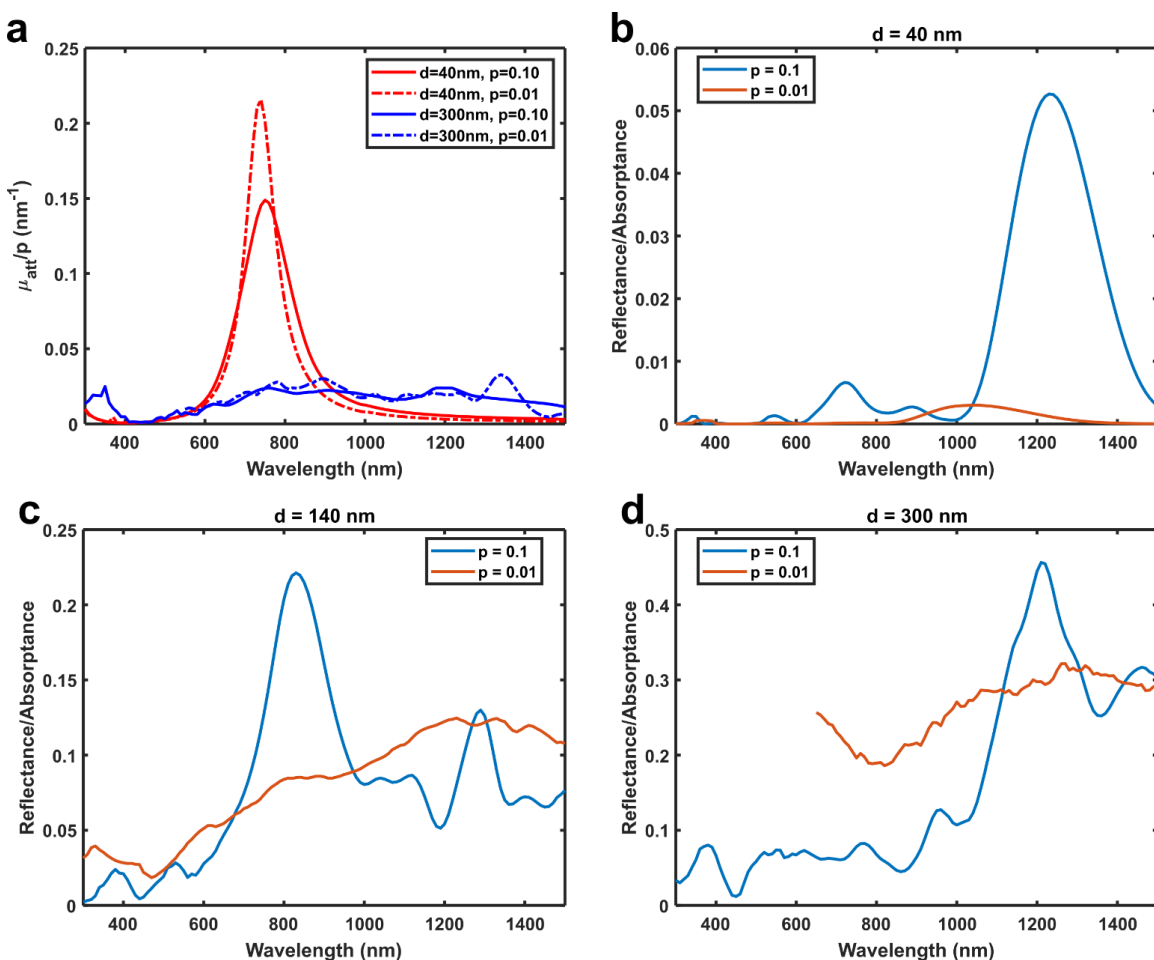 a
0.25
0.2
0.15
0.1
0.05
0
μatt/p (nm-1)
d=40nm, p=0.10
d=40nm, p=0.01
d=300nm, p=0.10
d=300nm, p=0.01
400 600 800 1000 1200 1400
Wavelength (nm)
b
d = 40 nm
0.06
0.05
0.04
0.03
0.02
0.01
0
Reflectance/Absorptance
p = 0.1
p = 0.01
400 600 800 1000 1200 1400
Wavelength (nm)
c
d = 140 nm
0.25
0.2
0.15
0.1
0.05
0
Reflectance/Absorptance
p = 0.1
p = 0.01
400 600 800 1000 1200 1400
Wavelength (nm)
d
d = 300 nm
0.5
0.4
0.3
0.2
0.1
0
Reflectance/Absorptance
p = 0.1
p = 0.01
400 600 800 1000 1200 1400
Wavelength (nm)